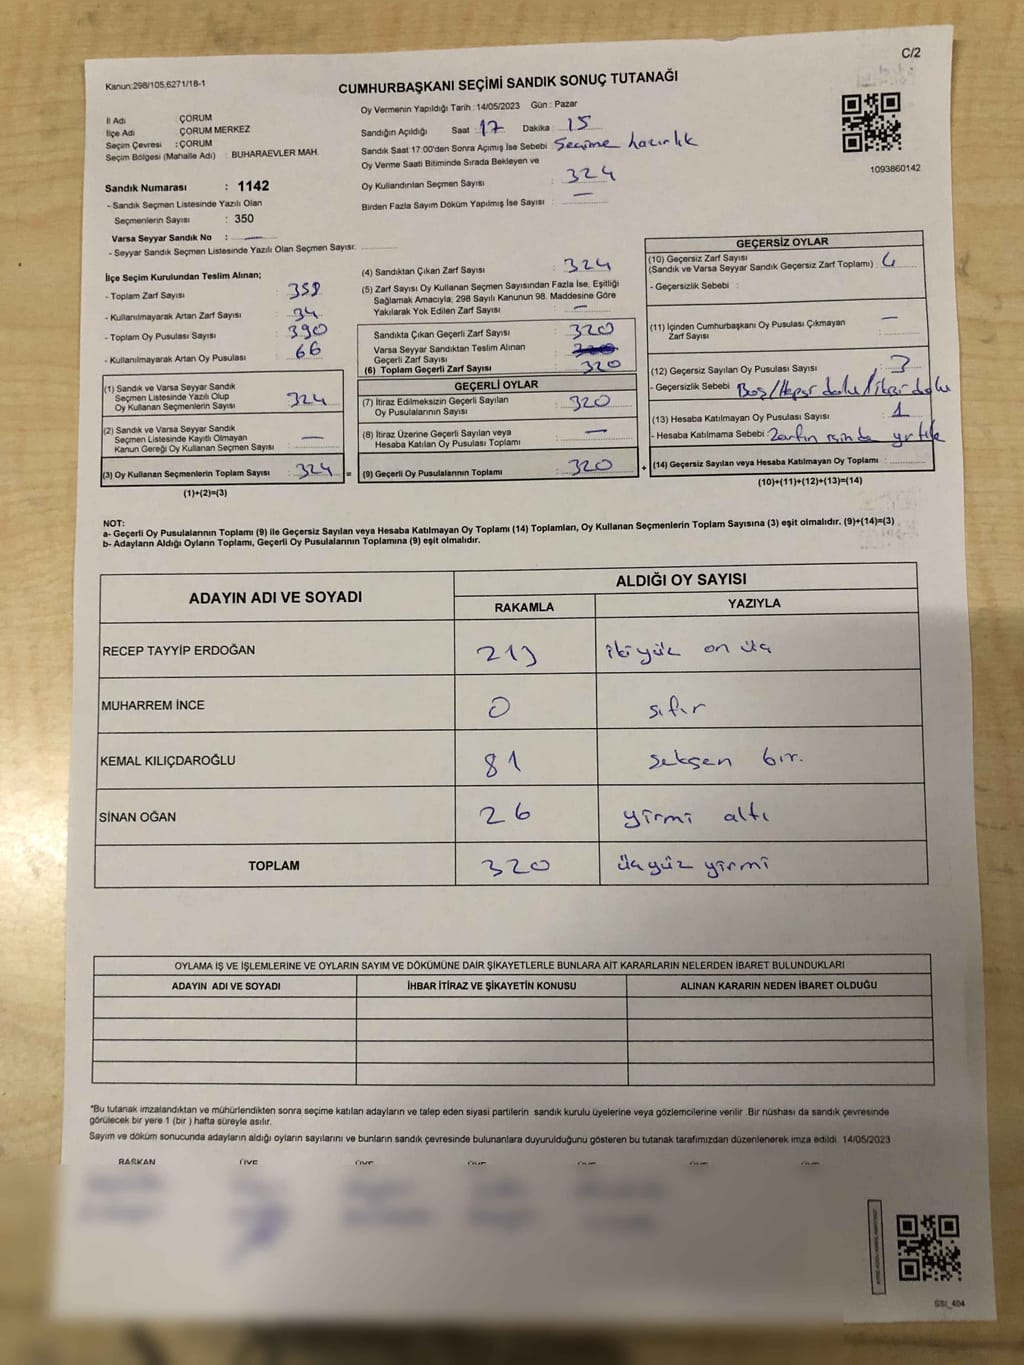 C/2
Kanun:298/105;6271/18-1
CUMHURBAŞKANI SEÇİMİ SANDIK SONUÇ TUTANAĞI
Oy Vermenin Yapıldığı Tarih : 14/05/2023 Gün : Pazar
İl Adı : ÇORUM
İlçe Adı : ÇORUM MERKEZ
Seçim Çevresi : ÇORUM
Seçim Bölgesi (Mahalle Adı) : BUHARAEVLER MAH.
Sandık Numarası : 1142
- Sandık Seçmen Listesinde Yazılı Olan
Seçmenlerin Sayısı : 350
Varsa Seyyar Sandık No : —
- Seyyar Sandık Seçmen Listesinde Yazılı Olan Seçmen Sayısı:
Sandığın Açıldığı Saat : 17 Dakika : 15
Sandık Saat 17:00'den Sonra Açımış İse Sebebi : Seçime hazırlık
Oy Verme Saati Bitiminde Sırada Bekleyen ve
Oy Kullandırılan Seçmen Sayısı : 324
Birden Fazla Sayım Döküm Yapılmış İse Sayısı : —
1093860142
İlçe Seçim Kurulundan Teslim Alınan;
- Toplam Zarf Sayısı : 358
- Kullanılmayarak Artan Zarf Sayısı : 34
- Toplam Oy Pusulası Sayısı : 390
- Kullanılmayarak Artan Oy Pusulası : 66
(1) Sandık ve Varsa Seyyar Sandık
Seçmen Listesinde Yazılı Olup
Oy Kullanan Seçmenlerin Sayısı : 324
(2) Sandık ve Varsa Seyyar Sandık
Seçmen Listesinde Kayıtlı Olmayan
Kanun Gereği Oy Kullanan Seçmen Sayısı : —
(3) Oy Kullanan Seçmenlerin Toplam Sayısı : 324 =
(1)+(2)=(3)
(4) Sandıktan Çıkan Zarf Sayısı : 324
(5) Zarf Sayısı Oy Kullanan Seçmen Sayısından Fazla İse, Eşitliği
Sağlamak Amacıyla, 298 Sayılı Kanunun 98. Maddesine Göre
Yakılarak Yok Edilen Zarf Sayısı : —
Sandıkta Çıkan Geçerli Zarf Sayısı : 320
Varsa Seyyar Sandıktan Teslim Alınan
Geçerli Zarf Sayısı :
(6) Toplam Geçerli Zarf Sayısı : 320
GEÇERLİ OYLAR
(7) İtiraz Edilmeksizin Geçerli Sayılan
Oy Pusulalarının Sayısı : 320
(8) İtiraz Üzerine Geçerli Sayılan veya
Hesaba Katılan Oy Pusulası Toplamı : —
(9) Geçerli Oy Pusulalarının Toplamı : 320 +
GEÇERSİZ OYLAR
(10) Geçersiz Zarf Sayısı
(Sandık ve Varsa Seyyar Sandık Geçersiz Zarf Toplamı) :
- Geçersizlik Sebebi :
(11) İçinden Cumhurbaşkanı Oy Pusulası Çıkmayan
Zarf Sayısı : —
(12) Geçersiz Sayılan Oy Pusulası Sayısı : 3
- Geçersizlik Sebebi : Boş/Hepsi dolu/ikisi dolu
(13) Hesaba Katılmayan Oy Pusulası Sayısı : 1
- Hesaba Katılmama Sebebi : Zarfın içinde yırtık
(14) Geçersiz Sayılan veya Hesaba Katılmayan Oy Toplamı :
(10)+(11)+(12)+(13)=(14)
NOT:
a- Geçerli Oy Pusulalarının Toplamı (9) ile Geçersiz Sayılan veya Hesaba Katılmayan Oy Toplamı (14) Toplamları, Oy Kullanan Seçmenlerin Toplam Sayısına (3) eşit olmalıdır. (9)+(14)=(3)
b- Adayların Aldığı Oyların Toplamı, Geçerli Oy Pusulalarının Toplamına (9) eşit olmalıdır.
ADAYIN ADI VE SOYADI
ALDIĞI OY SAYISI
RAKAMLA YAZIYLA
RECEP TAYYİP ERDOĞAN 213 ikiyüz on üç
MUHARREM İNCE 0 sıfır
KEMAL KILIÇDAROĞLU 81 seksen bir.
SİNAN OĞAN 26 yirmi altı
TOPLAM 320 üçyüz yirmi
OYLAMA İŞ VE İŞLEMLERİNE VE OYLARIN SAYIM VE DÖKÜMÜNE DAİR ŞİKAYETLERLE BUNLARA AİT KARARLARIN NELERDEN İBARET BULUNDUKLARI
ADAYIN ADI VE SOYADI İHBAR İTİRAZ VE ŞİKAYETİN KONUSU ALINAN KARARIN NEDEN İBARET OLDUĞU
*Bu tutanak imzalandıktan ve mühürlendikten sonra seçime katılan adayların ve talep eden siyasi partilerin sandık kurulu üyelerine veya gözlemcilerine verilir .Bir nüshası da sandık çevresinde
görülecek bir yere 1 (bir ) hafta süreyle asılır.
Sayım ve döküm sonucunda adayların aldığı oyların sayılarını ve bunların sandık çevresinde bulunanlara duyurulduğunu gösteren bu tutanak tarafımızdan düzenlenerek imza edildi. 14/05/2023
BAŞKAN ÜYE ÜYE ÜYE ÜYE ÜYE ÜYE
SSI_404